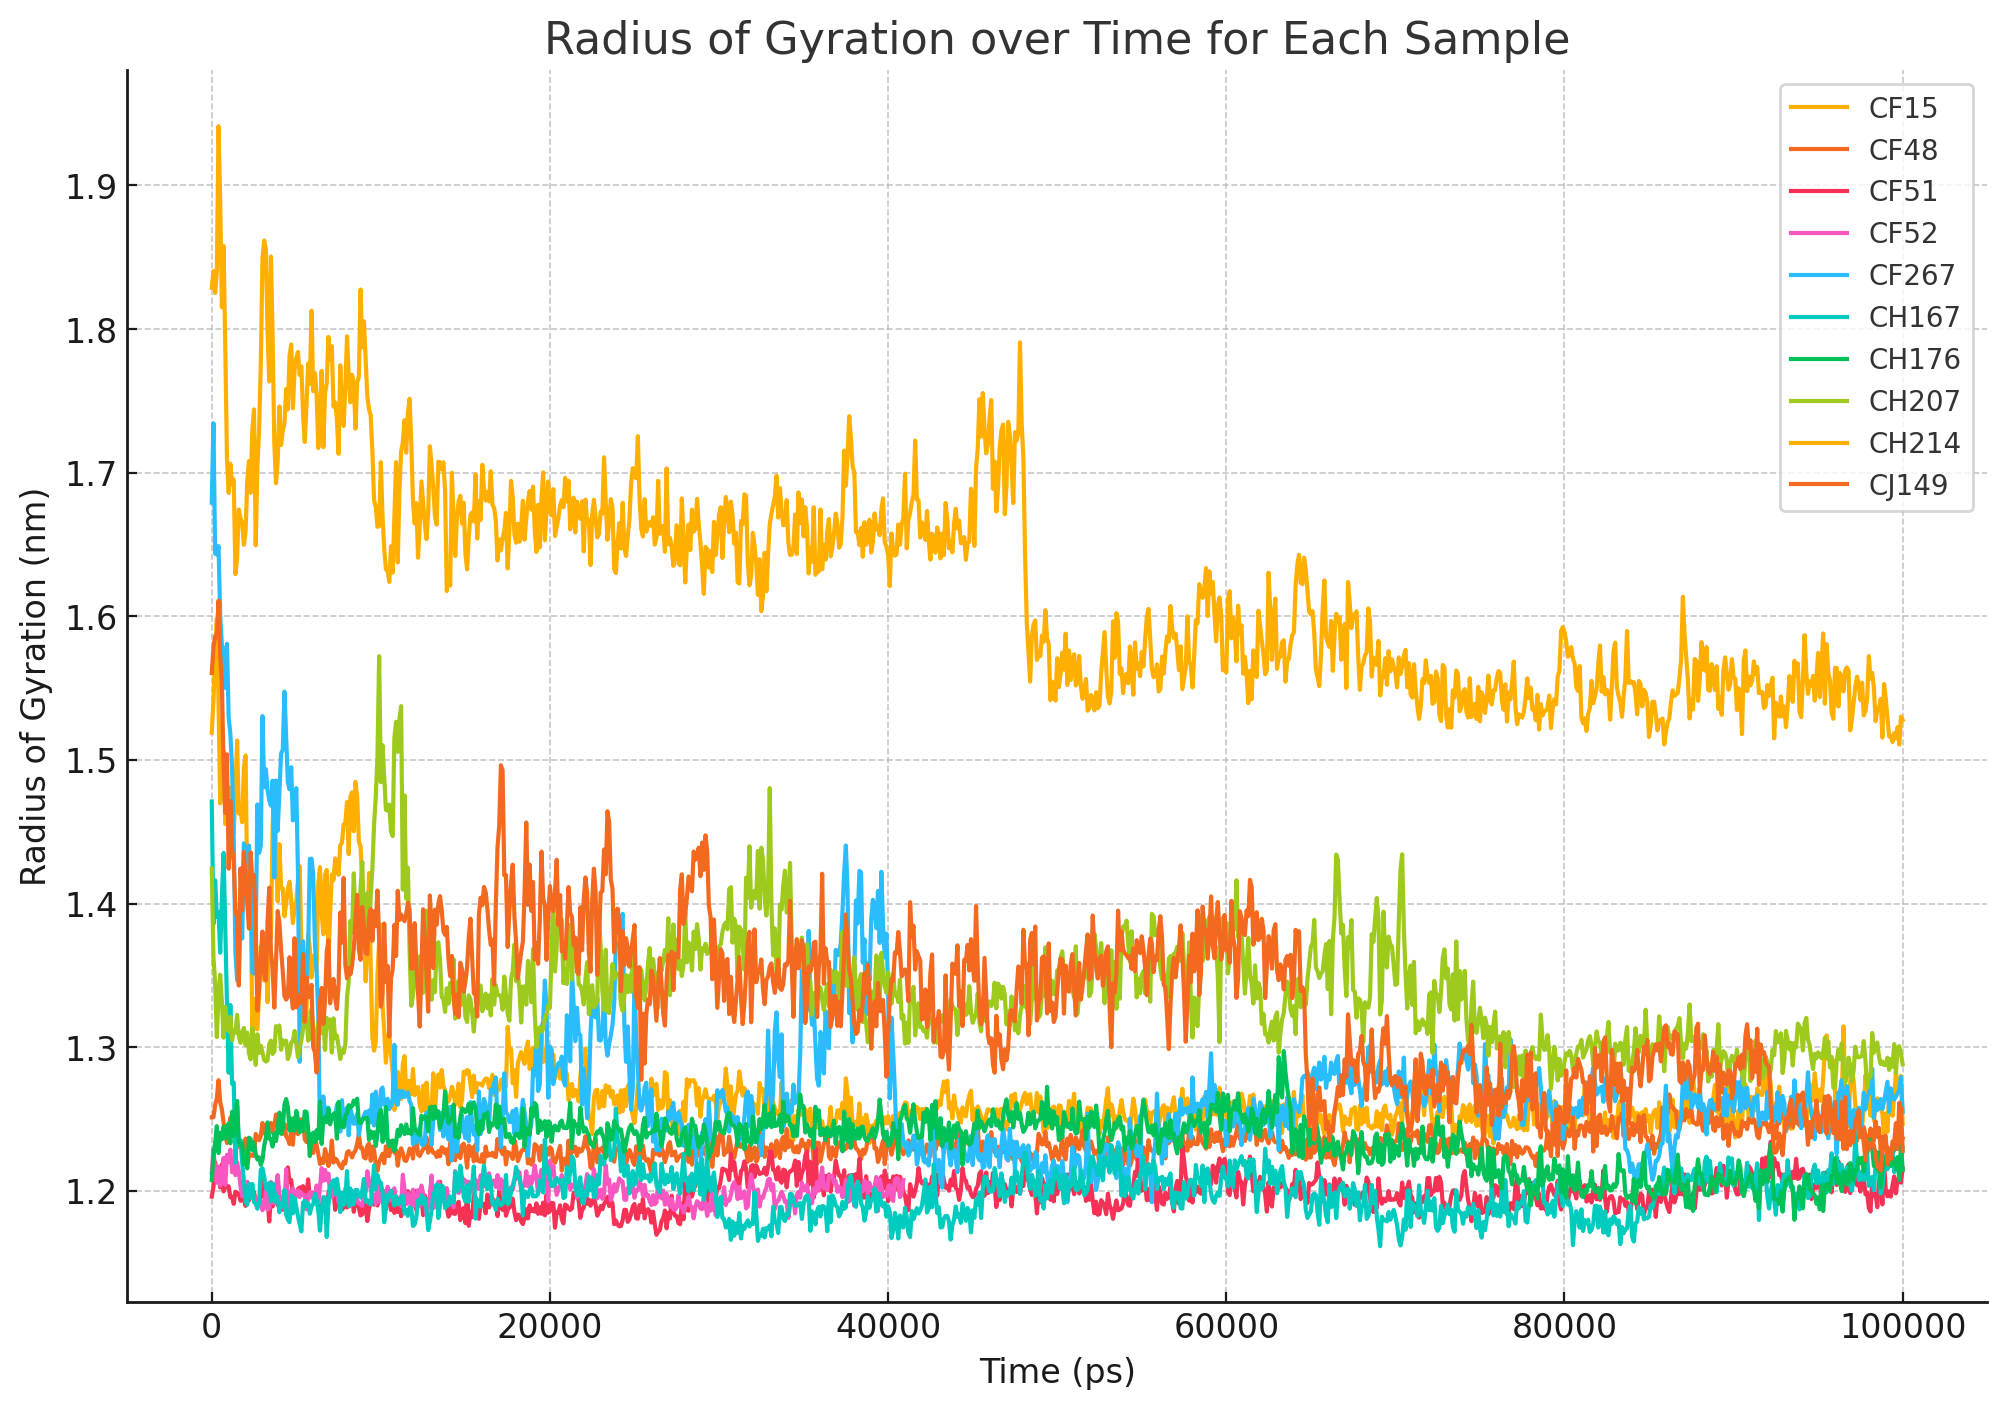 Radius of Gyration over Time for Each Sample
CF15
CF48
CF51
CF52
CF267
CH167
CH176
CH207
CH214
CJ149
1.9
1.8
1.7
1.6
1.5
1.4
1.3
1.2
Radius of Gyration (nm)
0 20000 40000 60000 80000 100000
Time (ps)